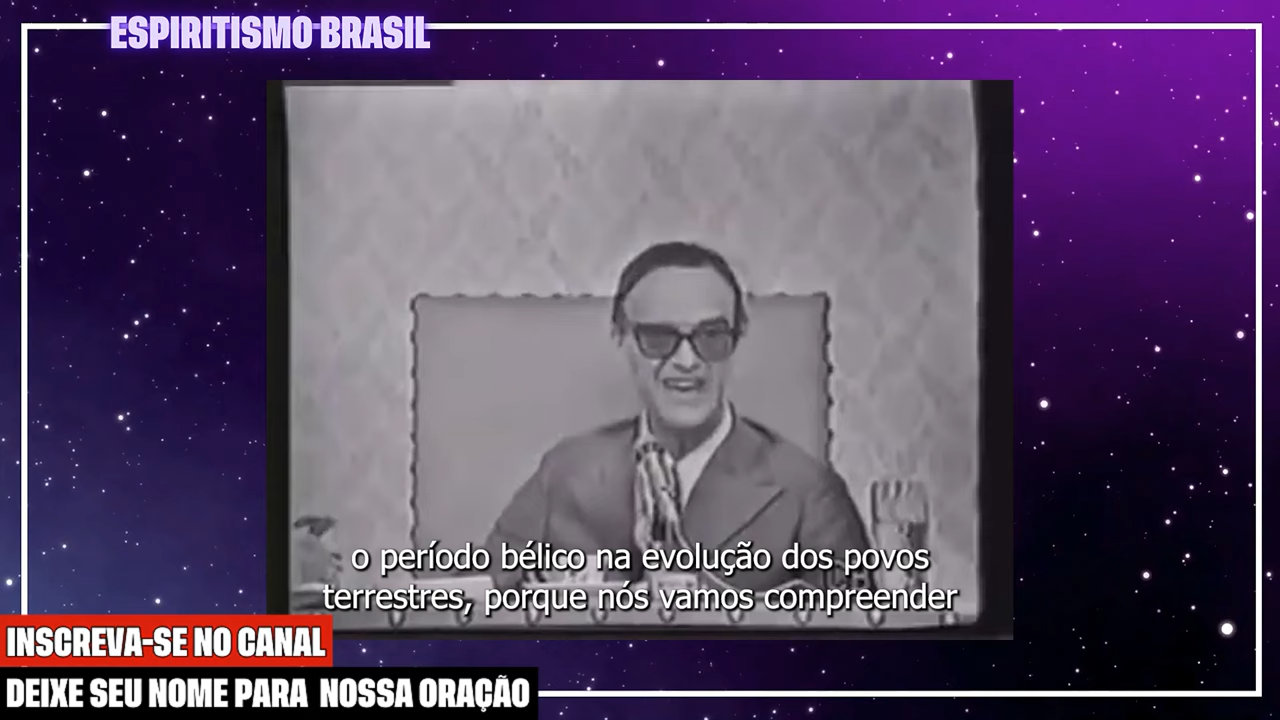 ESPIRITISMO BRASIL
o período bélico na evolução dos povos
terrestres, porque nós vamos compreender
INSCREVA-SE NO CANAL
DEIXE SEU NOME PARA NOSSA ORAÇÃO